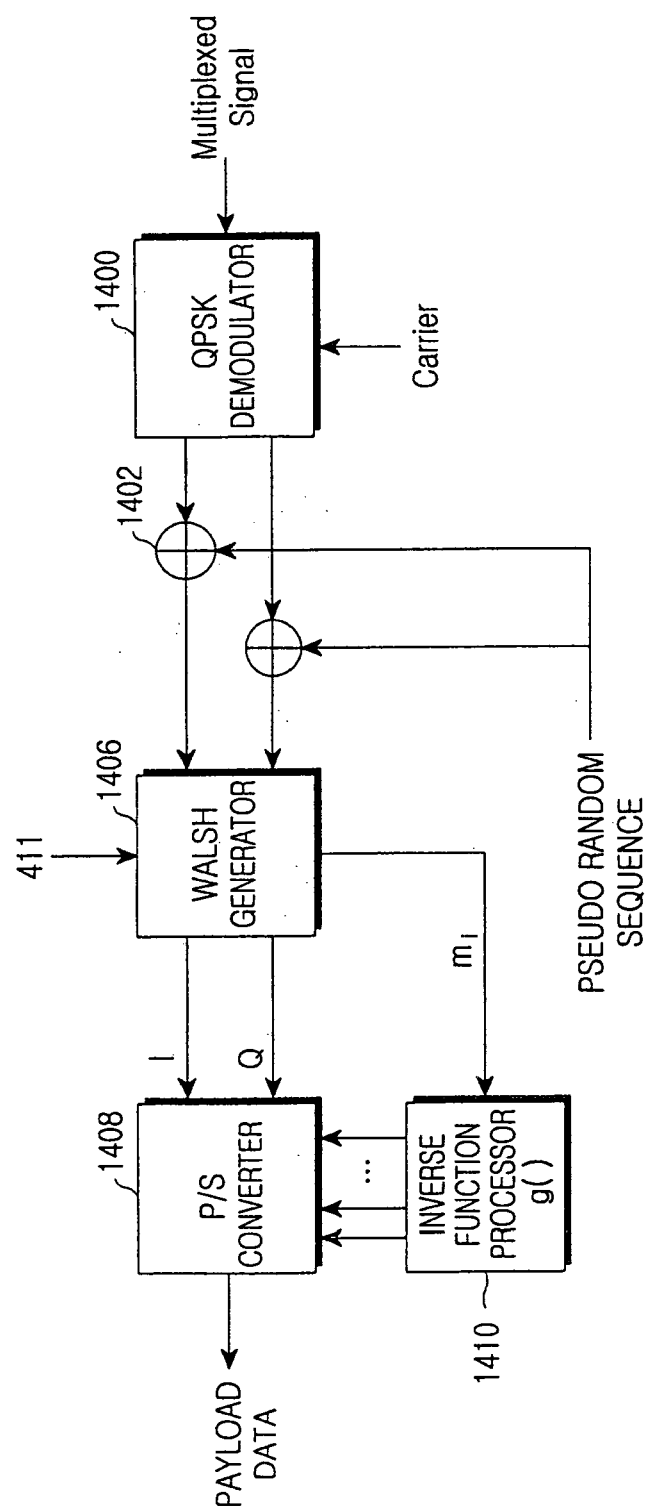 Multiplexed
Signal
1400
QPSK
DEMODULATOR
Carrier
1402
1406
411
WALSH
GENERATOR
PSEUDO RANDOM
SEQUENCE
I
Q
m I
1408
P/S
CONVERTER
...
INVERSE
FUNCTION
PROCESSOR
g( )
1410
PAYLOAD
DATA